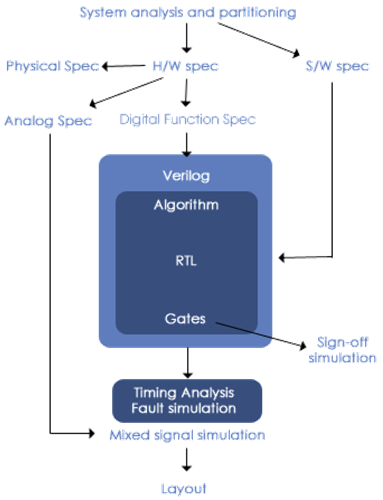 System analysis and partitioning
Physical Spec
H/W spec
S/W spec
Analog Spec
Digital Function Spec
Verilog
Algorithm
RTL
Gates
Sign-off
simulation
Timing Analysis
Fault simulation
Mixed signal simulation
Layout